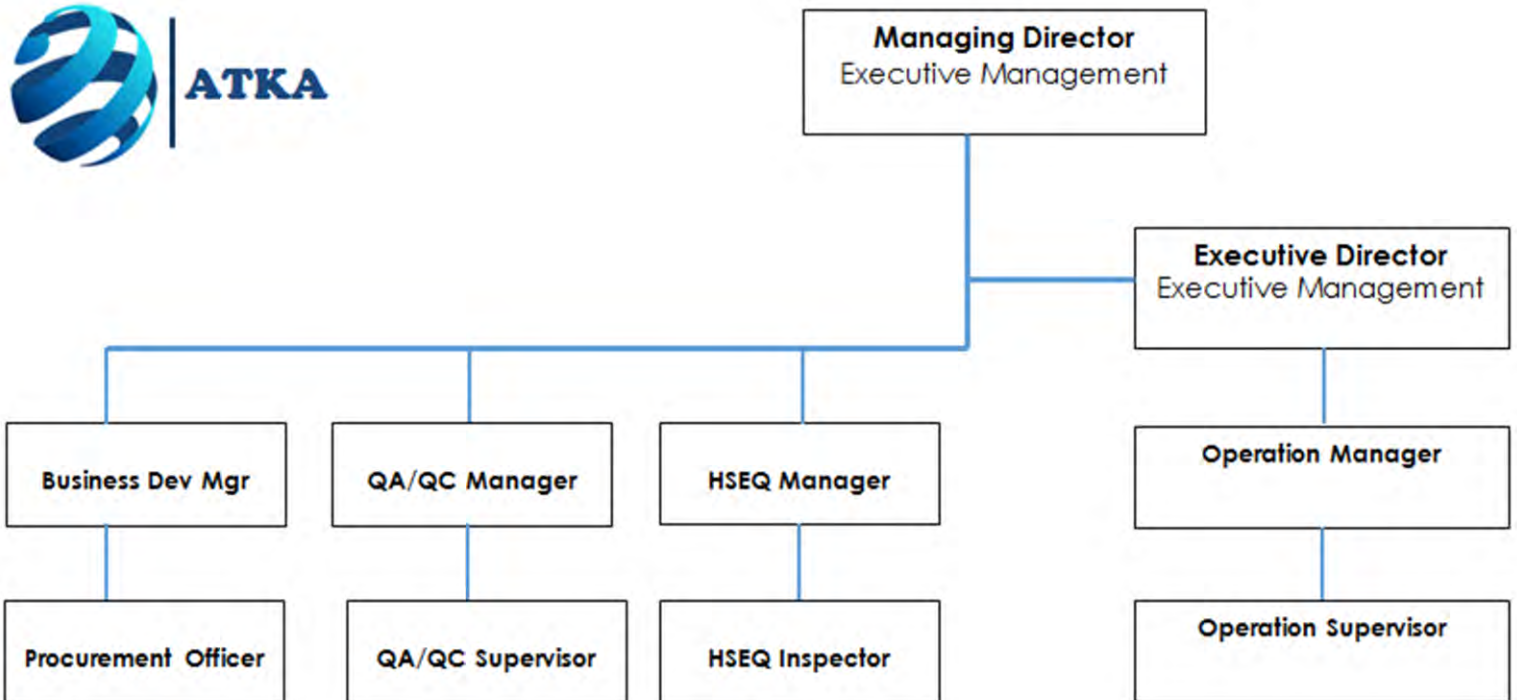 ATKA
Managing Director
Executive Management
Executive Director
Executive Management
Business Dev Mgr
QA/QC Manager
HSEQ Manager
Operation Manager
Procurement Officer
QA/QC Supervisor
HSEQ Inspector
Operation Supervisor